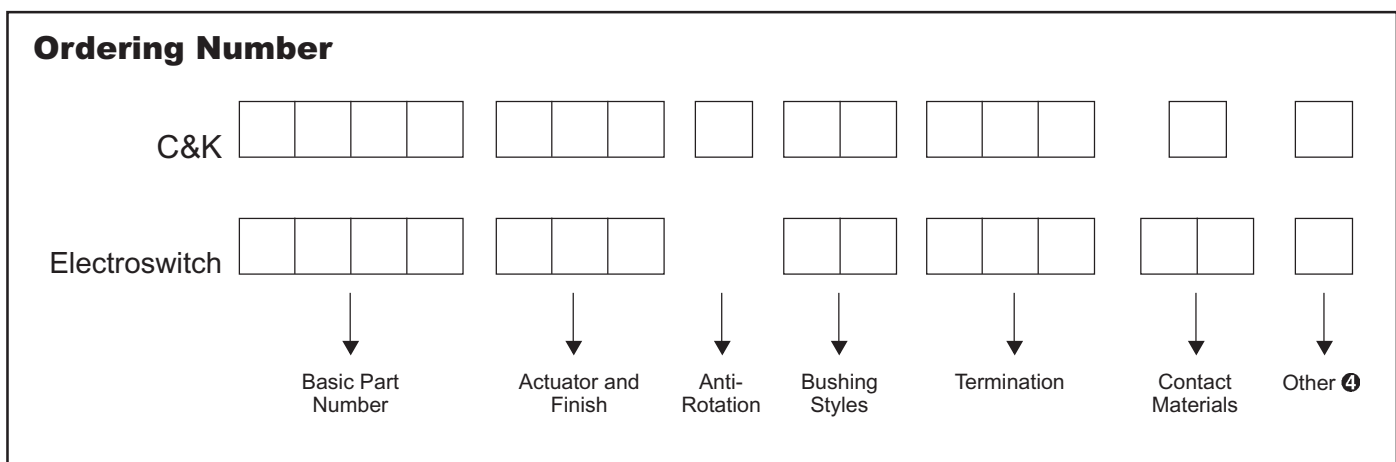 Ordering Number
C&K
Electroswitch
Basic Part
Number
Actuator and
Finish
Anti-
Rotation
Bushing
Styles
Termination
Contact
Materials
Other ❹